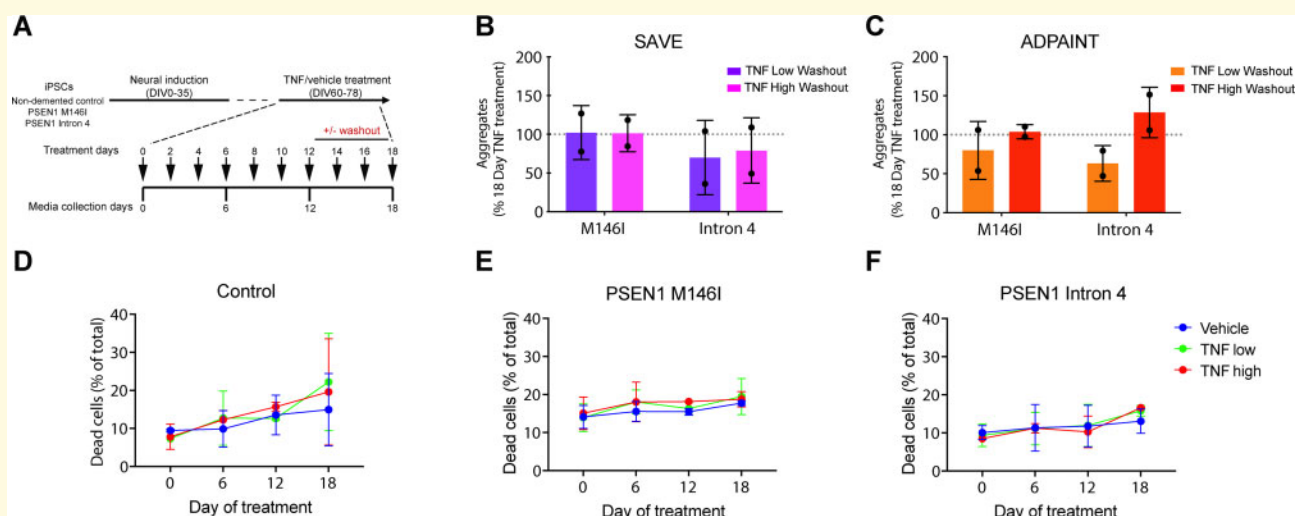 A
iPSCs
Non-demented control
PSEN1 M146I
PSEN1 Intron 4
Neural induction
(DIV0-35)
TNF/vehicle treatment
(DIV60-78)
+/- washout
Treatment days 0 2 4 6 8 10 12 14 16 18
0 6 12 18
Media collection days
B
SAVE
Aggregates
(% 18 Day TNF treatment)
200
150
100
50
0
M146I Intron 4
TNF Low Washout
TNF High Washout
C
ADPAINT
Aggregates
(% 18 Day TNF treatment)
200
150
100
50
0
M146I Intron 4
TNF Low Washout
TNF High Washout
D
Control
Dead cells (% of total)
40
30
20
10
0
0 6 12 18
Day of treatment
E
PSEN1 M146I
Dead cells (% of total)
40
30
20
10
0
0 6 12 18
Day of treatment
F
PSEN1 Intron 4
Dead cells (% of total)
40
30
20
10
0
0 6 12 18
Day of treatment
Vehicle
TNF low
TNF high